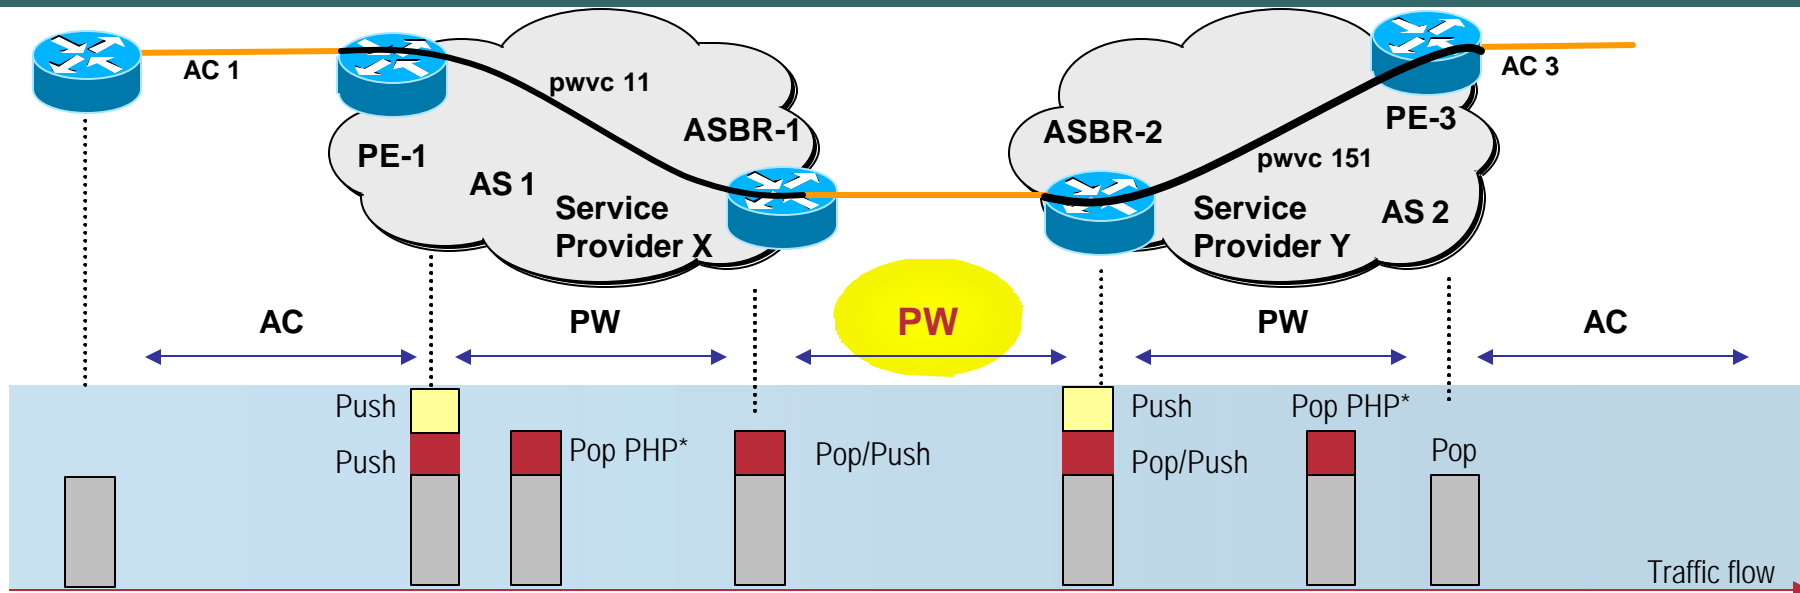 AC 1
pwvc 11
ASBR-1
PE-1
AS 1
Service
Provider X
ASBR-2
PE-3
AC 3
pwvc 151
AS 2
Service
Provider Y
AC
PW
PW
PW
AC
Push
Push
Pop PHP*
Pop/Push
Push
Pop/Push
Pop PHP*
Pop
Traffic flow